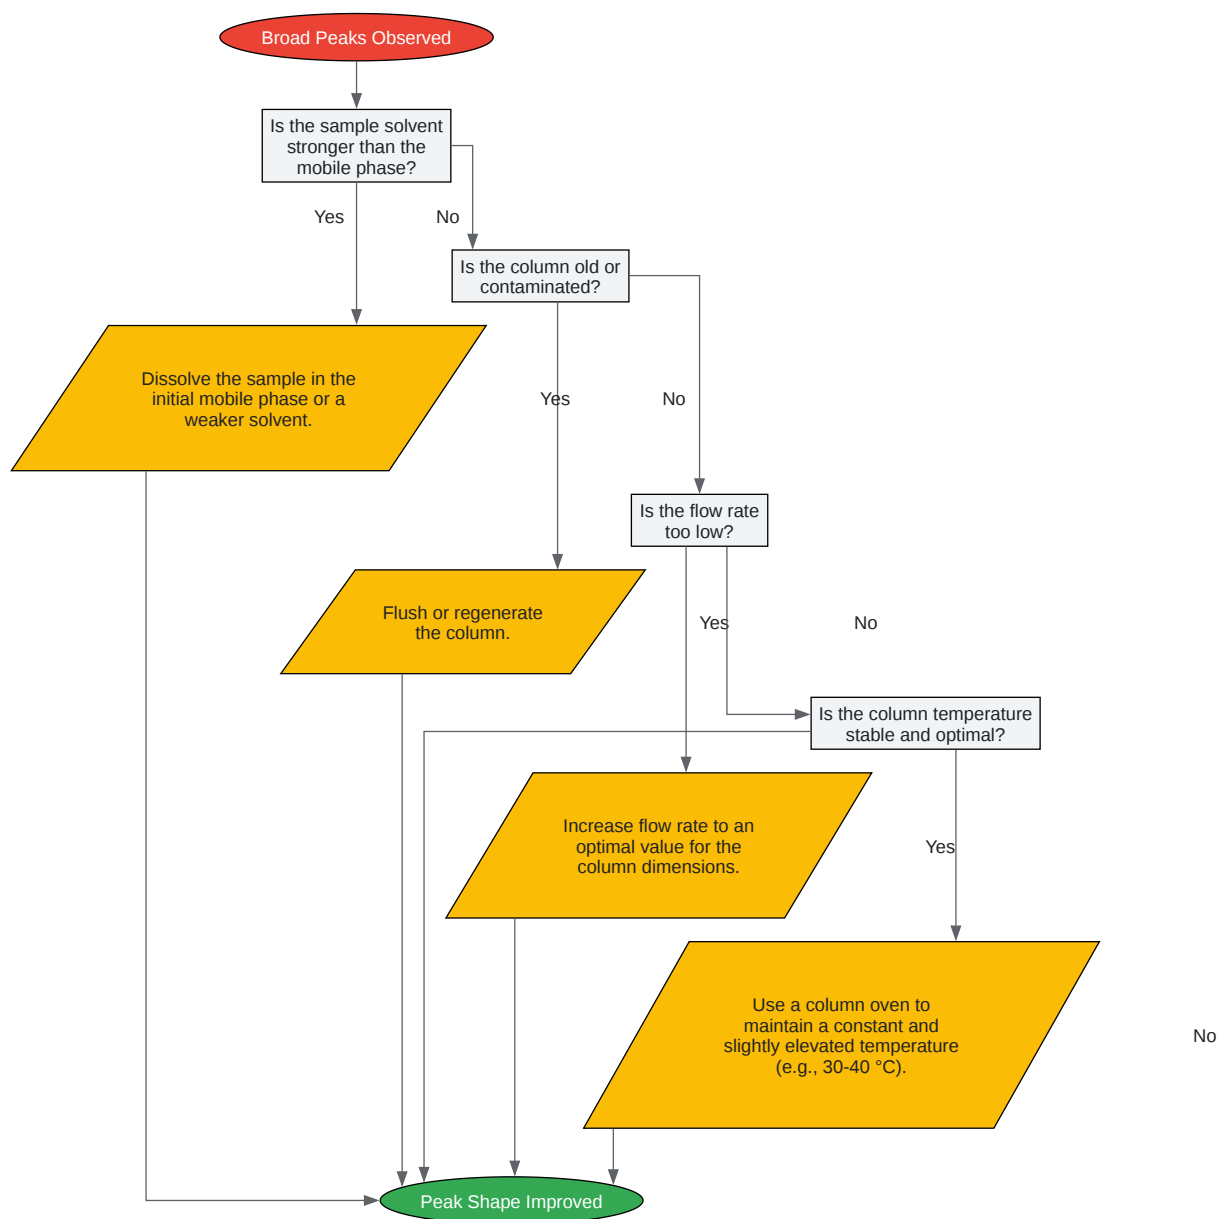 Broad Peaks Observed
Is the sample solvent
stronger than the
mobile phase?
Yes
No
Is the column old or
contaminated?
Dissolve the sample in the
initial mobile phase or a
weaker solvent.
Yes
No
Is the flow rate
too low?
Flush or regenerate
the column.
Yes
No
Is the column temperature
stable and optimal?
Increase flow rate to an
optimal value for the
column dimensions.
Yes
Use a column oven to
maintain a constant and
slightly elevated temperature
(e.g., 30-40 °C).
No
Peak Shape Improved